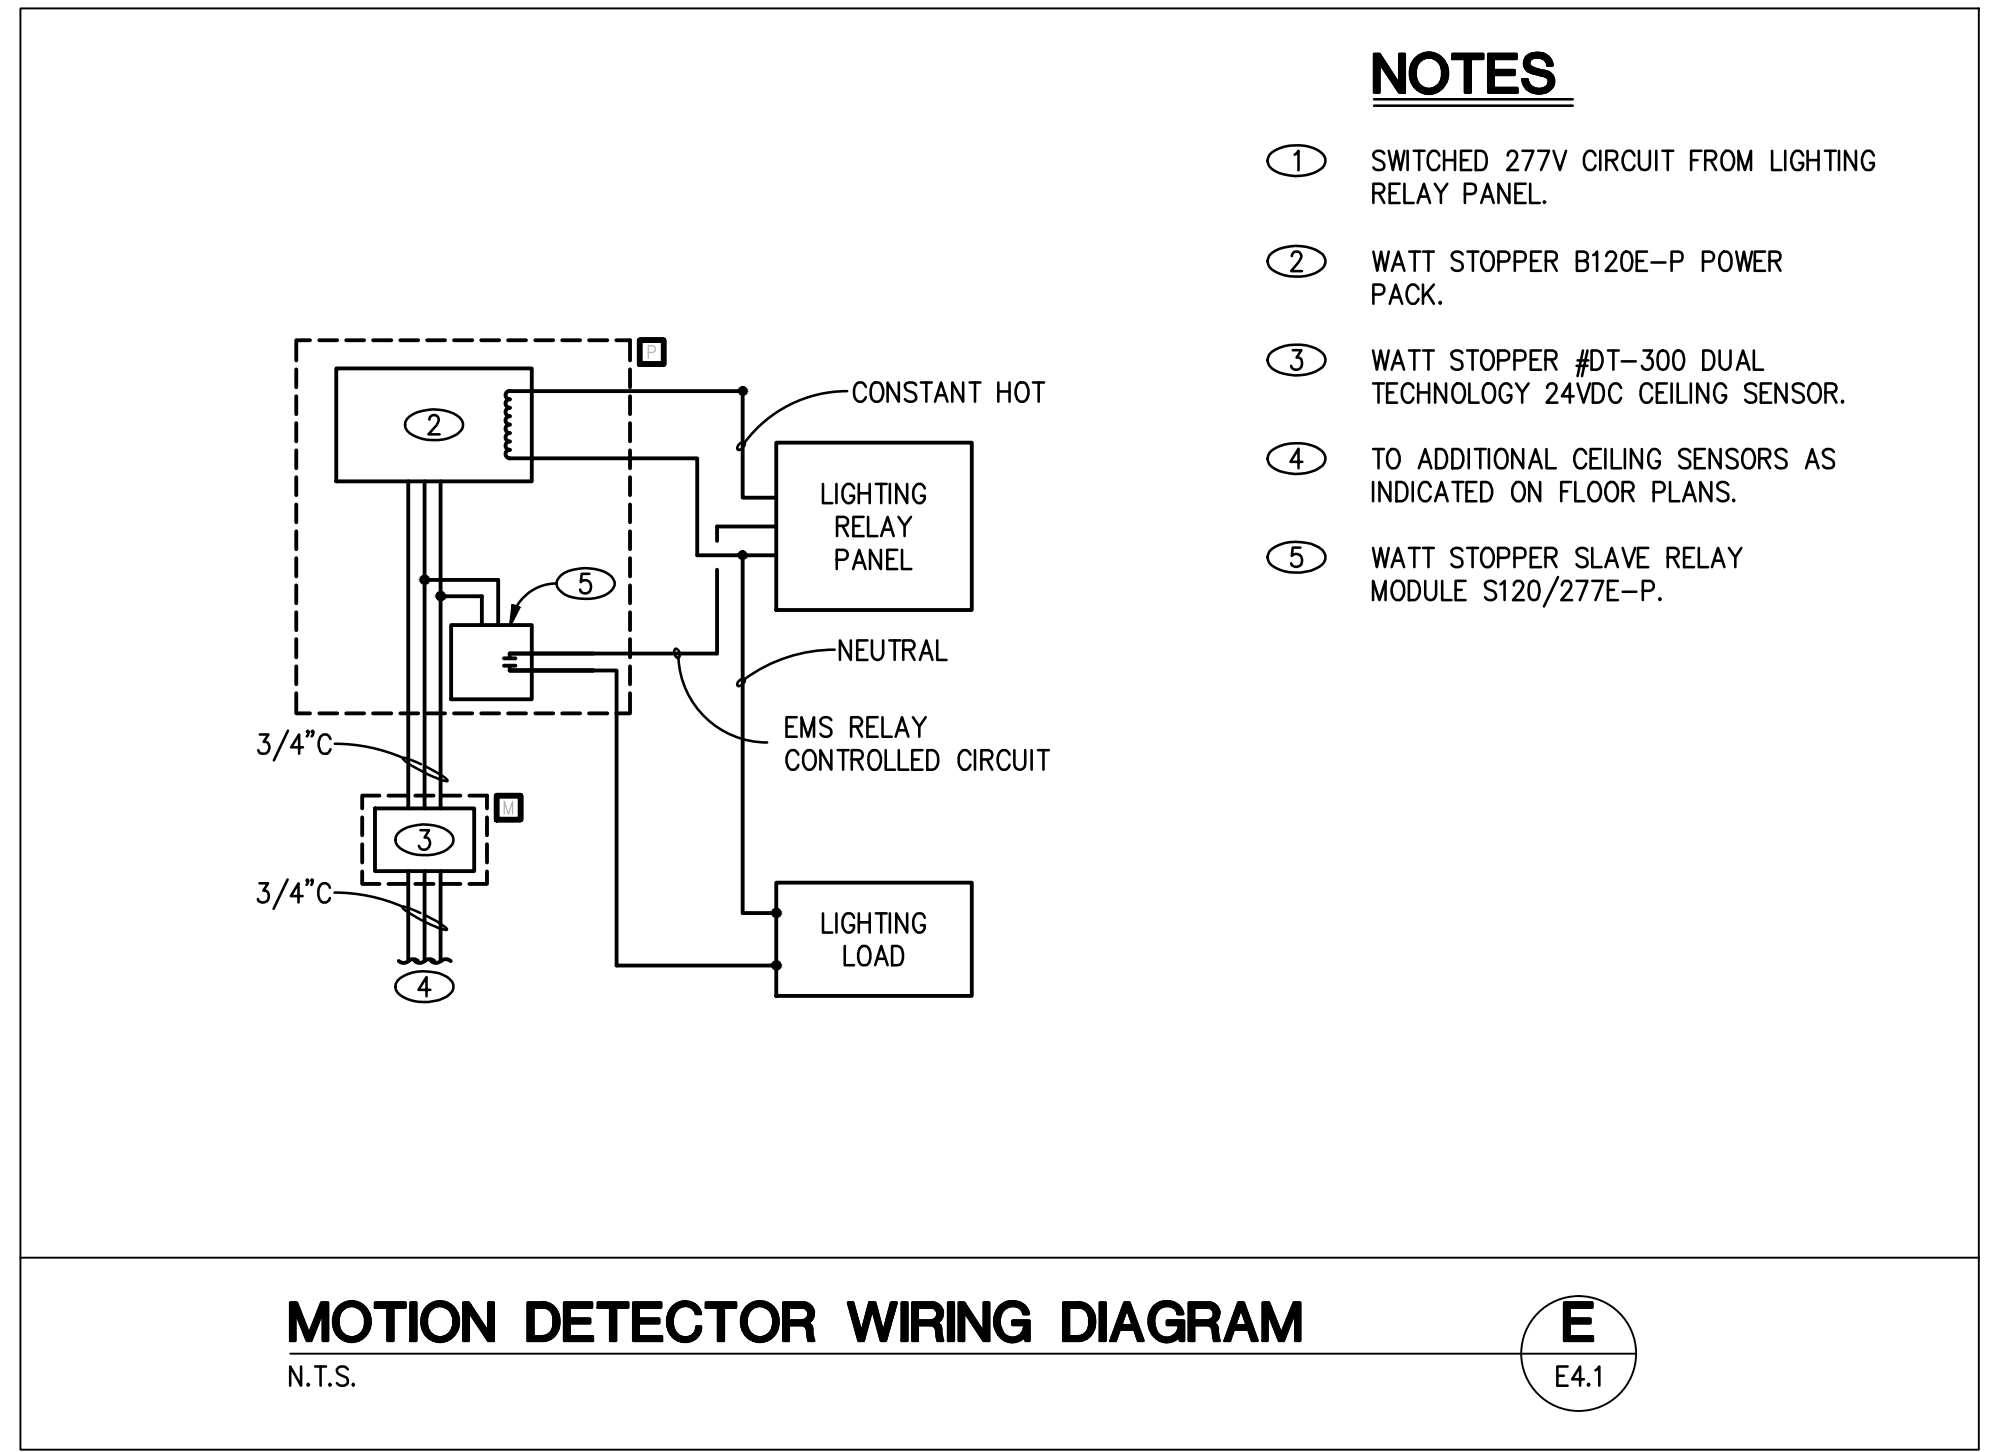 NOTES
1 SWITCHED 277V CIRCUIT FROM LIGHTING
RELAY PANEL.
2 WATT STOPPER B120E-P POWER
PACK.
3 WATT STOPPER #DT-300 DUAL
TECHNOLOGY 24VDC CEILING SENSOR.
4 TO ADDITIONAL CEILING SENSORS AS
INDICATED ON FLOOR PLANS.
5 WATT STOPPER SLAVE RELAY
MODULE S120/277E-P.
P
CONSTANT HOT
2
LIGHTING
RELAY
PANEL
5
NEUTRAL
EMS RELAY
CONTROLLED CIRCUIT
3/4"C
M
3
3/4"C
LIGHTING
LOAD
4
MOTION DETECTOR WIRING DIAGRAM
N.T.S.
E
E4.1